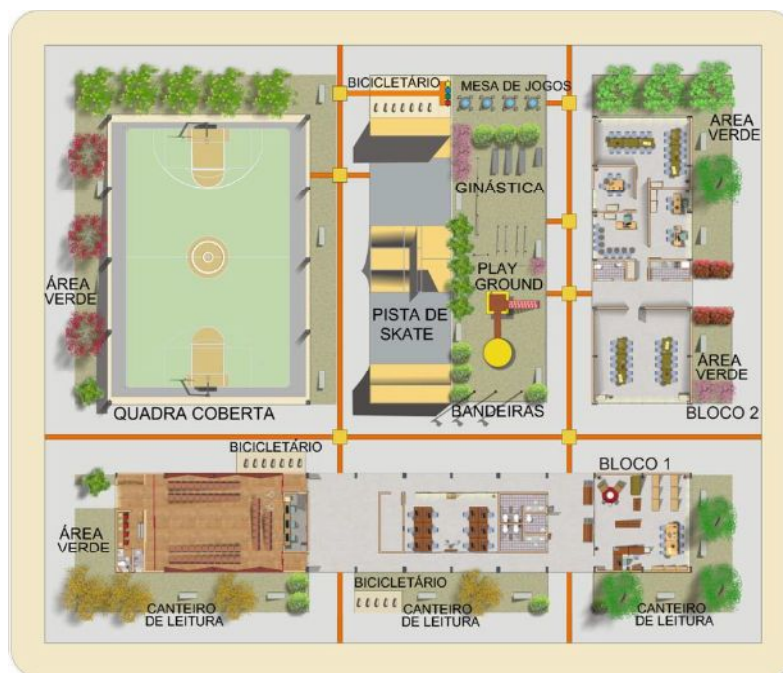 BICICLETÁRIO
MESA DE JOGOS
ÁREA
VERDE
GINÁSTICA
ÁREA
VERDE
PLAY
GROUND
PISTA DE
SKATE
ÁREA
VERDE
QUADRA COBERTA
BANDEIRAS
BLOCO 2
BICICLETÁRIO
BLOCO 1
ÁREA
VERDE
BICICLETÁRIO
CANTEIRO
DE LEITURA
CANTEIRO
DE LEITURA
CANTEIRO
DE LEITURA